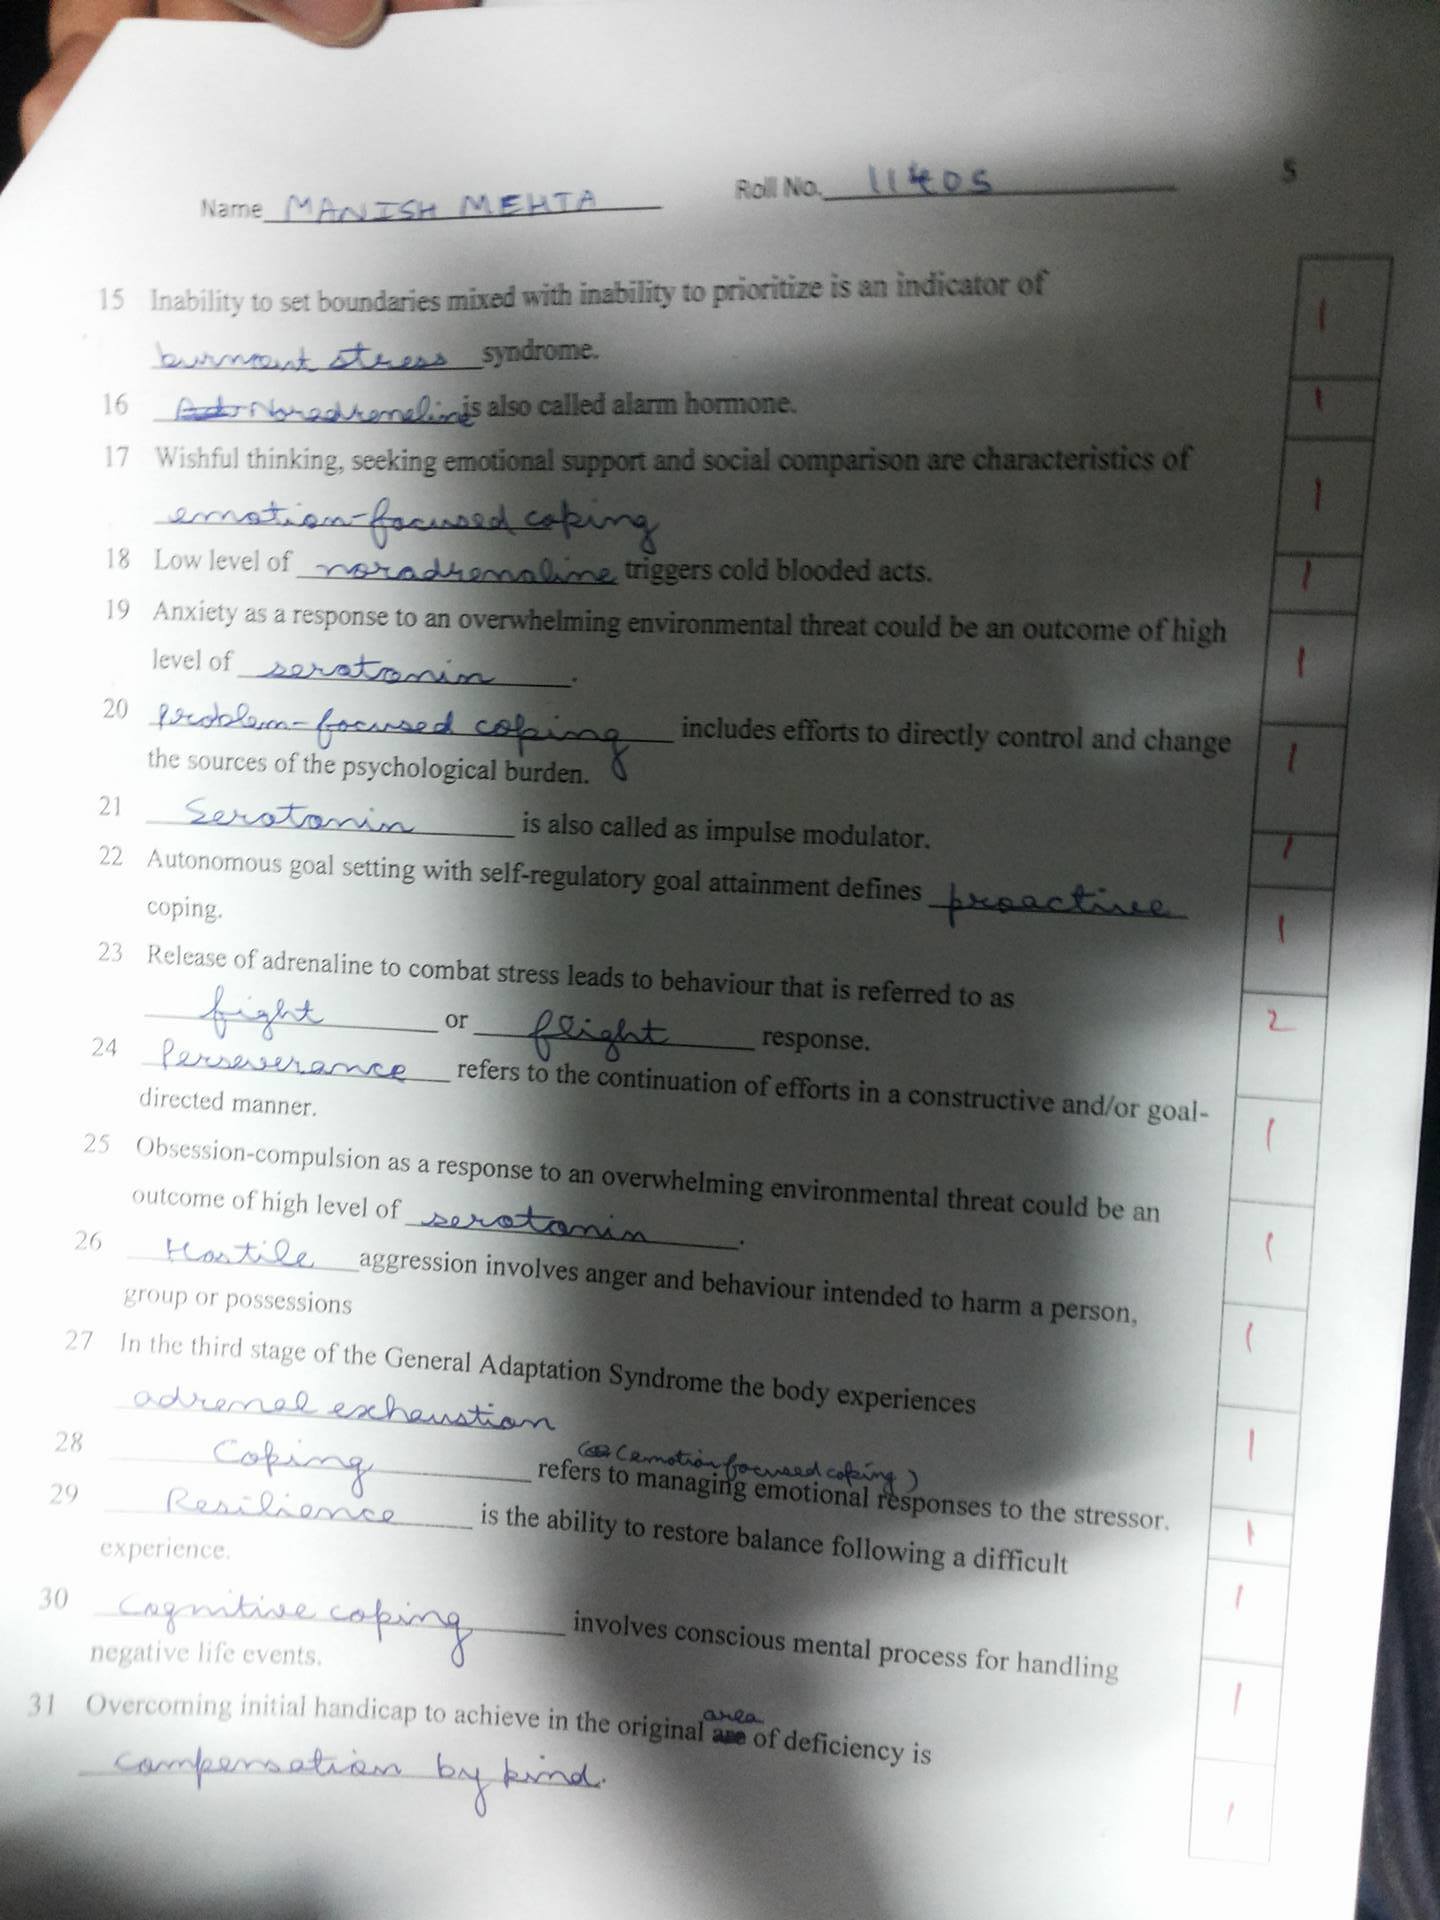 5
Name MANISH MEHTA Roll No. 11405
15 Inability to set boundaries mixed with inability to prioritize is an indicator of
burnout stress syndrome.
1
16 Noradrenaline is also called alarm hormone.
1
17 Wishful thinking, seeking emotional support and social comparison are characteristics of
emotion-focused coping
1
18 Low level of noradrenaline triggers cold blooded acts.
1
19 Anxiety as a response to an overwhelming environmental threat could be an outcome of high
level of seratonin.
1
20 Problem-focused coping includes efforts to directly control and change
the sources of the psychological burden.
1
21 Seratonin is also called as impulse modulator.
1
22 Autonomous goal setting with self-regulatory goal attainment defines proactive
coping.
1
23 Release of adrenaline to combat stress leads to behaviour that is referred to as
fight or flight response.
2
24 Perseverance refers to the continuation of efforts in a constructive and/or goal-
directed manner.
1
25 Obsession-compulsion as a response to an overwhelming environmental threat could be an
outcome of high level of seratonin.
1
26 Hostile aggression involves anger and behaviour intended to harm a person,
group or possessions
1
27 In the third stage of the General Adaptation Syndrome the body experiences
adrenal exhaustion
1
(emotion focused coping)
28 Coping refers to managing emotional responses to the stressor.
1
29 Resilience is the ability to restore balance following a difficult
experience.
1
30 Cognitive coping involves conscious mental process for handling
negative life events.
1
area
31 Overcoming initial handicap to achieve in the original are of deficiency is
compensation by kind.
1